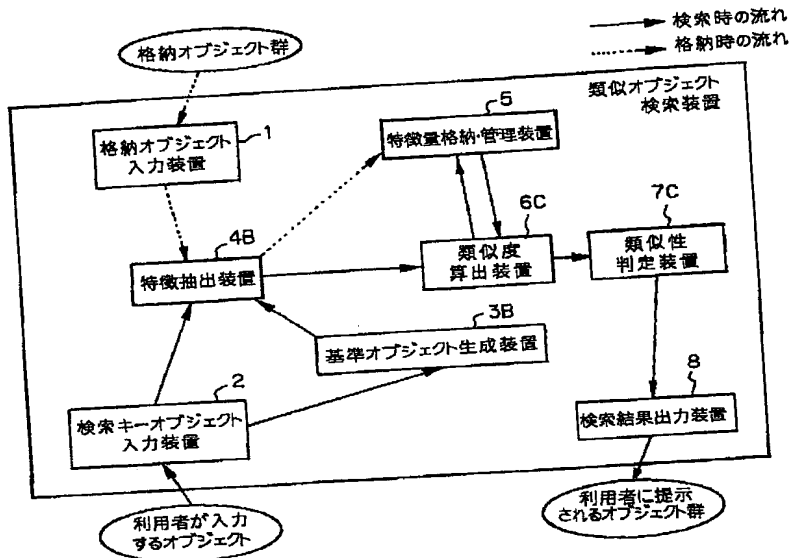 検索時の流れ
格納時の流れ
格納オブジェクト群
類似オブジェクト
検索装置
1
格納オブジェクト
入力装置
5
特徴量格納・管理装置
4B
特徴抽出装置
6C
類似度
算出装置
7C
類似性
判定装置
3B
基準オブジェクト生成装置
2
検索キーオブジェクト
入力装置
8
検索結果出力装置
利用者が入力
するオブジェクト
利用者に提示
されるオブジェクト群